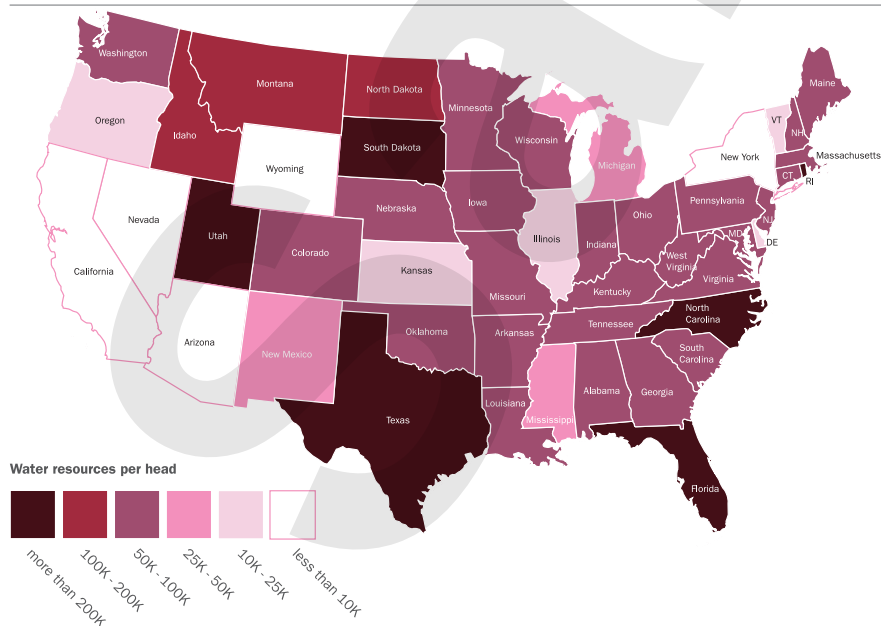 Washington
Maine
Montana
North Dakota
Minnesota
VT
Oregon
Idaho
NH
Wisconsin
South Dakota
Massachusetts
New York
Michigan
Wyoming
CT
RI
Pennsylvania
Iowa
Nebraska
Ohio
NJ
Nevada
MD
Utah
Illinois
DE
Indiana
Colorado
West
Virginia
Kansas
California
Virginia
Kentucky
Missouri
North
Carolina
Tennessee
Oklahoma
Arkansas
Arizona
South
Carolina
New Mexico
Alabama
Georgia
Louisiana
Texas
Mississippi
Water resources per head
Florida
more than 200K
100K - 200K
50K - 100K
25K - 50K
10K - 25K
less than 10K